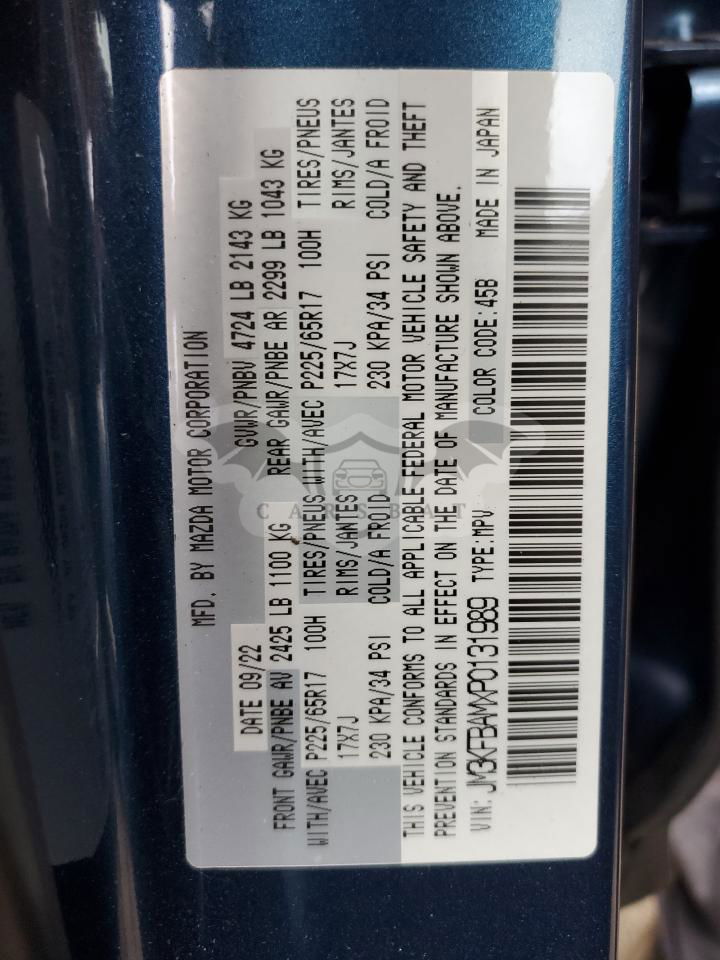 MFD. BY MAZDA MOTOR CORPORATION
DATE 09/22 GVWR/PNBV 4724 LB 2143 KG
FRONT GAWR/PNBE AV 2425 LB 1100 KG REAR GAWR/PNBE AR 2299 LB 1043 KG
WITH/AVEC P225/65R17 100H TIRES/PNEUS WITH/AVEC P225/65R17 100H TIRES/PNEUS
17X7J RIMS/JANTES 17X7J RIMS/JANTES
230 KPA/34 PSI COLD/A FROID 230 KPA/34 PSI COLD/A FROID
THIS VEHICLE CONFORMS TO ALL APPLICABLE FEDERAL MOTOR VEHICLE SAFETY AND THEFT
PREVENTION STANDARDS IN EFFECT ON THE DATE OF MANUFACTURE SHOWN ABOVE.
VIN: JM3KFBAMXP0131989 TYPE:MPV COLOR CODE:45B MADE IN JAPAN
CARSBAT